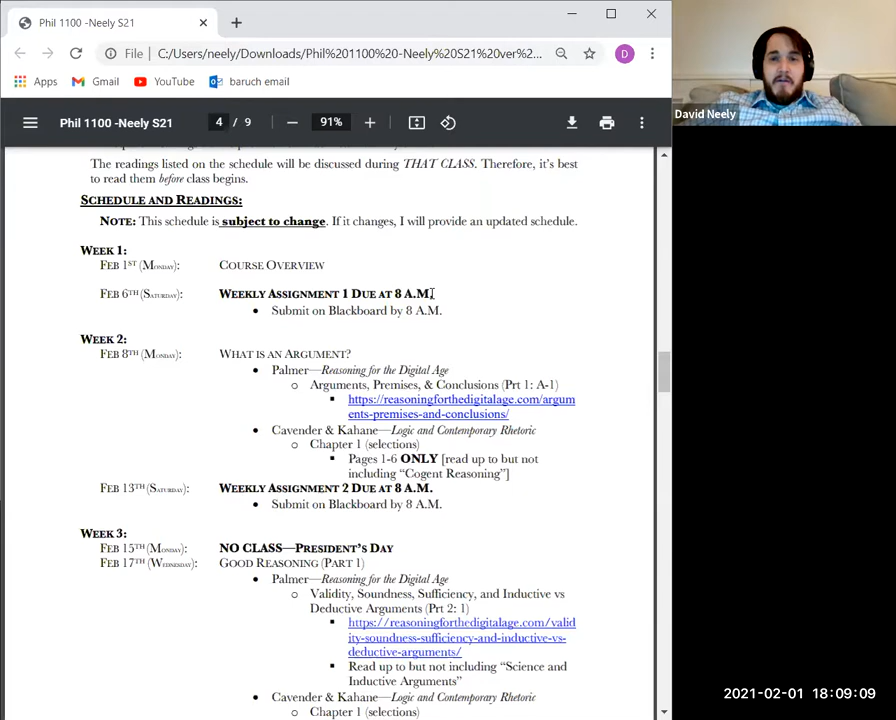 Phil 1100 -Neely S21
File
C:/Users/neely/Downloads/Phil%201100%20-Neely%20S21%20ver%2...
D
Apps
Gmail
YouTube
baruch email
Phil 1100 -Neely S21
4 / 9
91%
David Neely
The readings listed on the schedule will be discussed during THAT CLASS. Therefore, it's best
to read them before class begins.
SCHEDULE AND READINGS:
NOTE: This schedule is subject to change. If it changes, I will provide an updated schedule.
WEEK 1:
FEB 1ST (MONDAY): COURSE OVERVIEW
FEB 6TH (SATURDAY): WEEKLY ASSIGNMENT 1 DUE AT 8 A.M.
• Submit on Blackboard by 8 A.M.
WEEK 2:
FEB 8TH (MONDAY): WHAT IS AN ARGUMENT?
• Palmer—Reasoning for the Digital Age
o Arguments, Premises, & Conclusions (Prt 1: A-1)
▪ https://reasoningforthedigitalage.com/argum
ents-premises-and-conclusions/
• Cavender & Kahane—Logic and Contemporary Rhetoric
o Chapter 1 (selections)
▪ Pages 1-6 ONLY [read up to but not
including “Cogent Reasoning”]
FEB 13TH (SATURDAY): WEEKLY ASSIGNMENT 2 DUE AT 8 A.M.
• Submit on Blackboard by 8 A.M.
WEEK 3:
FEB 15TH (MONDAY): NO CLASS—PRESIDENT'S DAY
FEB 17TH (WEDNESDAY): GOOD REASONING (PART 1)
• Palmer—Reasoning for the Digital Age
o Validity, Soundness, Sufficiency, and Inductive vs
Deductive Arguments (Prt 2: 1)
▪ https://reasoningforthedigitalage.com/valid
ity-soundness-sufficiency-and-inductive-vs-
deductive-arguments/
▪ Read up to but not including “Science and
Inductive Arguments”
• Cavender & Kahane—Logic and Contemporary Rhetoric
o Chapter 1 (selections)
2021-02-01 18:09:09